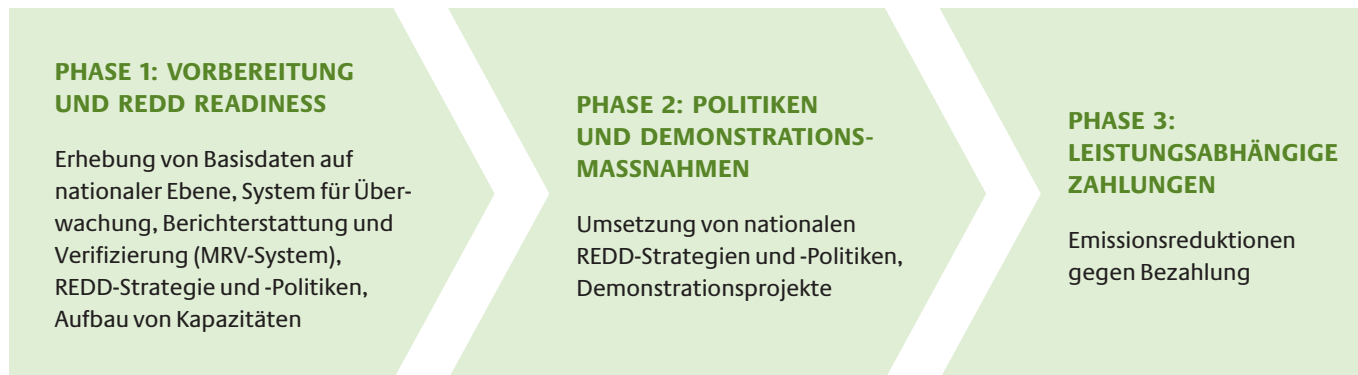 PHASE 1: VORBEREITUNG
UND REDD READINESS
Erhebung von Basisdaten auf
nationaler Ebene, System für Über-
wachung, Berichterstattung und
Verifizierung (MRV-System),
REDD-Strategie und -Politiken,
Aufbau von Kapazitäten
PHASE 2: POLITIKEN
UND DEMONSTRATIONS-
MASSNAHMEN
Umsetzung von nationalen
REDD-Strategien und -Politiken,
Demonstrationsprojekte
PHASE 3:
LEISTUNGSABHÄNGIGE
ZAHLUNGEN
Emissionsreduktionen
gegen Bezahlung